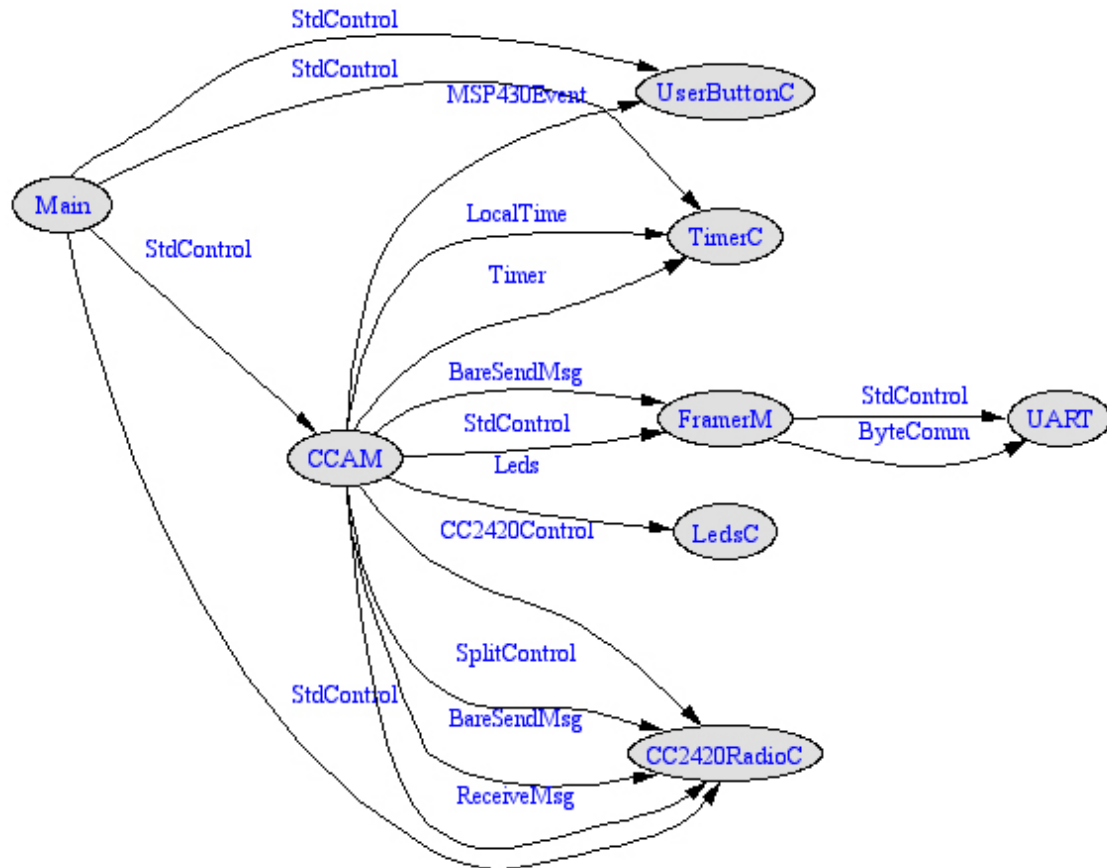 StdControl
StdControl
MSP430Event
UserButtonC
Main
LocalTime
TimerC
StdControl
Timer
BareSendMsg
StdControl
FramerM
StdControl
UART
ByteComm
CCAM
Leds
CC2420Control
LedsC
SplitControl
StdControl
BareSendMsg
CC2420RadioC
ReceiveMsg